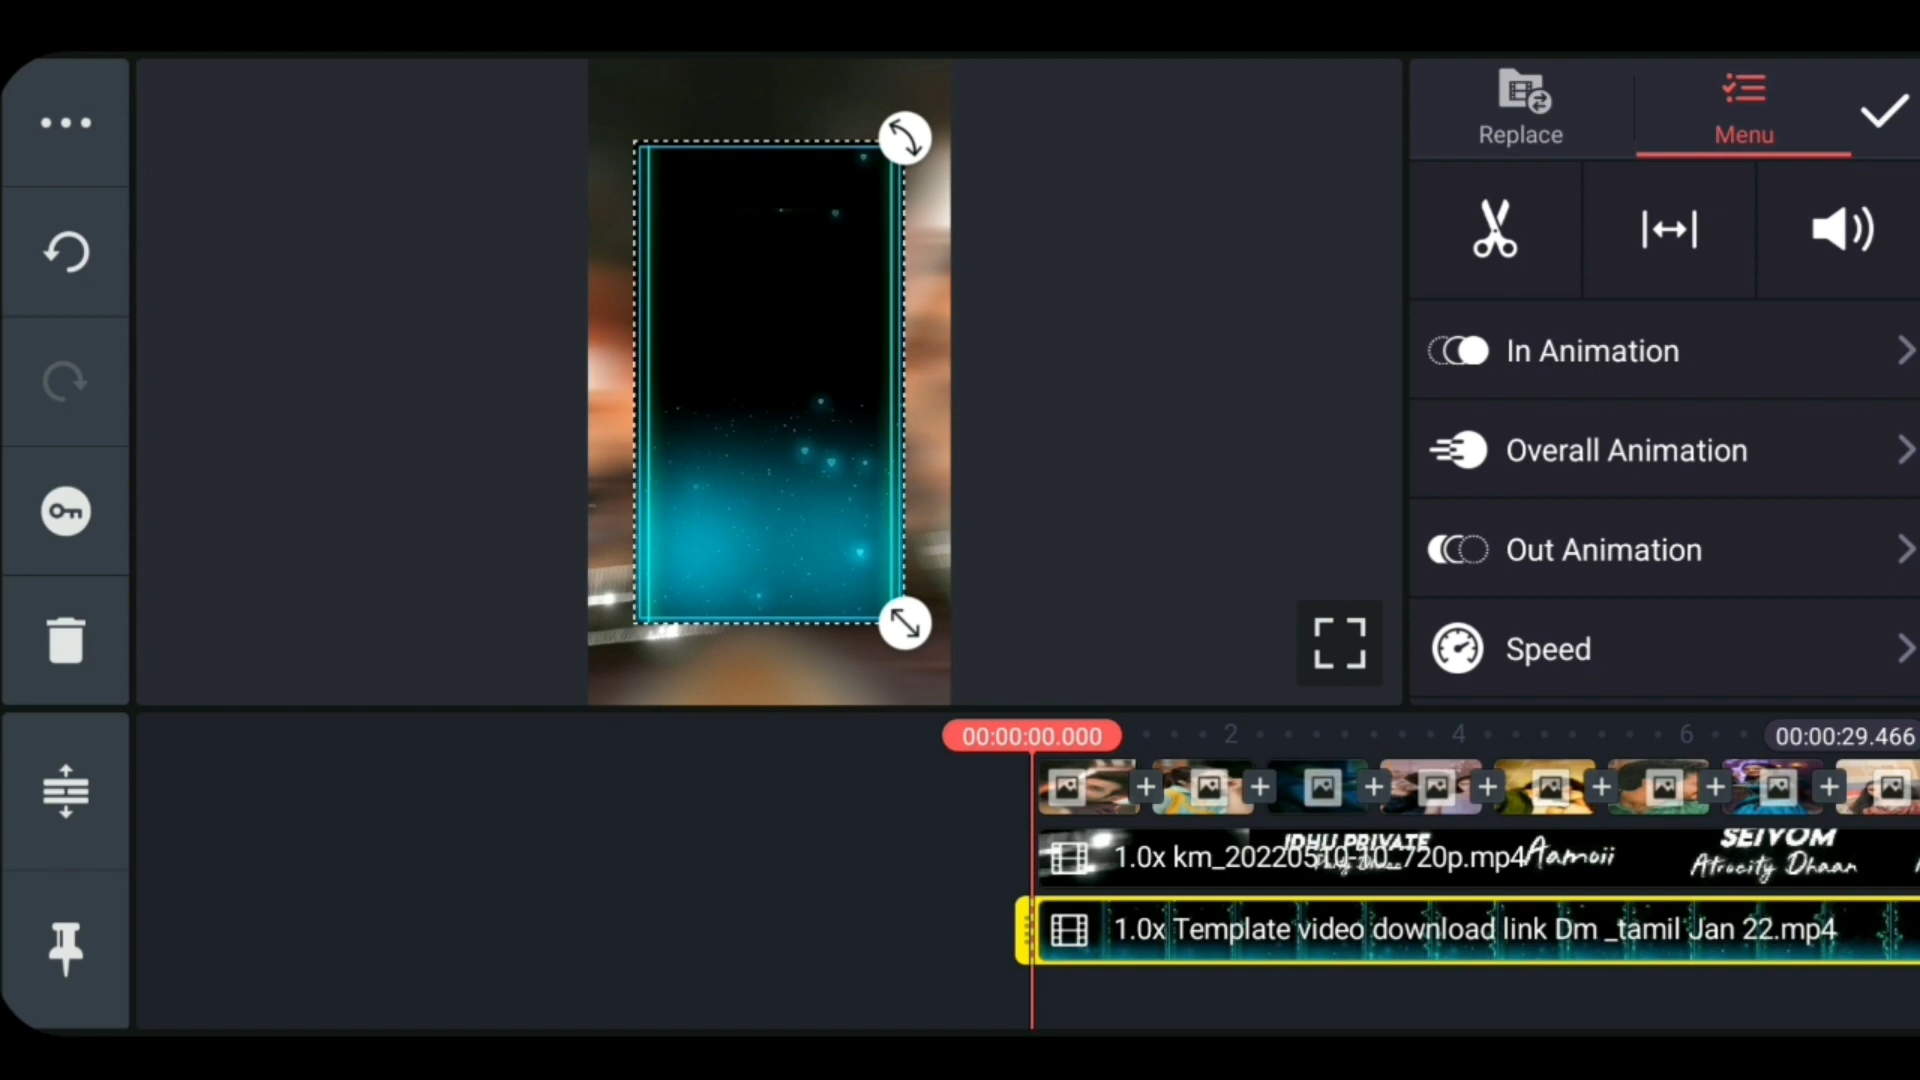 Replace
Menu
In Animation
Overall Animation
Out Animation
Speed
00:00:00.000
2
4
6
00:00:29.466
IDHU PRIVATE
1.0x km_20220510-10_720p.mp4
Aamoii
SEIYOM
Atrocity Dhaan
1.0x Template video download link Dm _tamil Jan 22.mp4